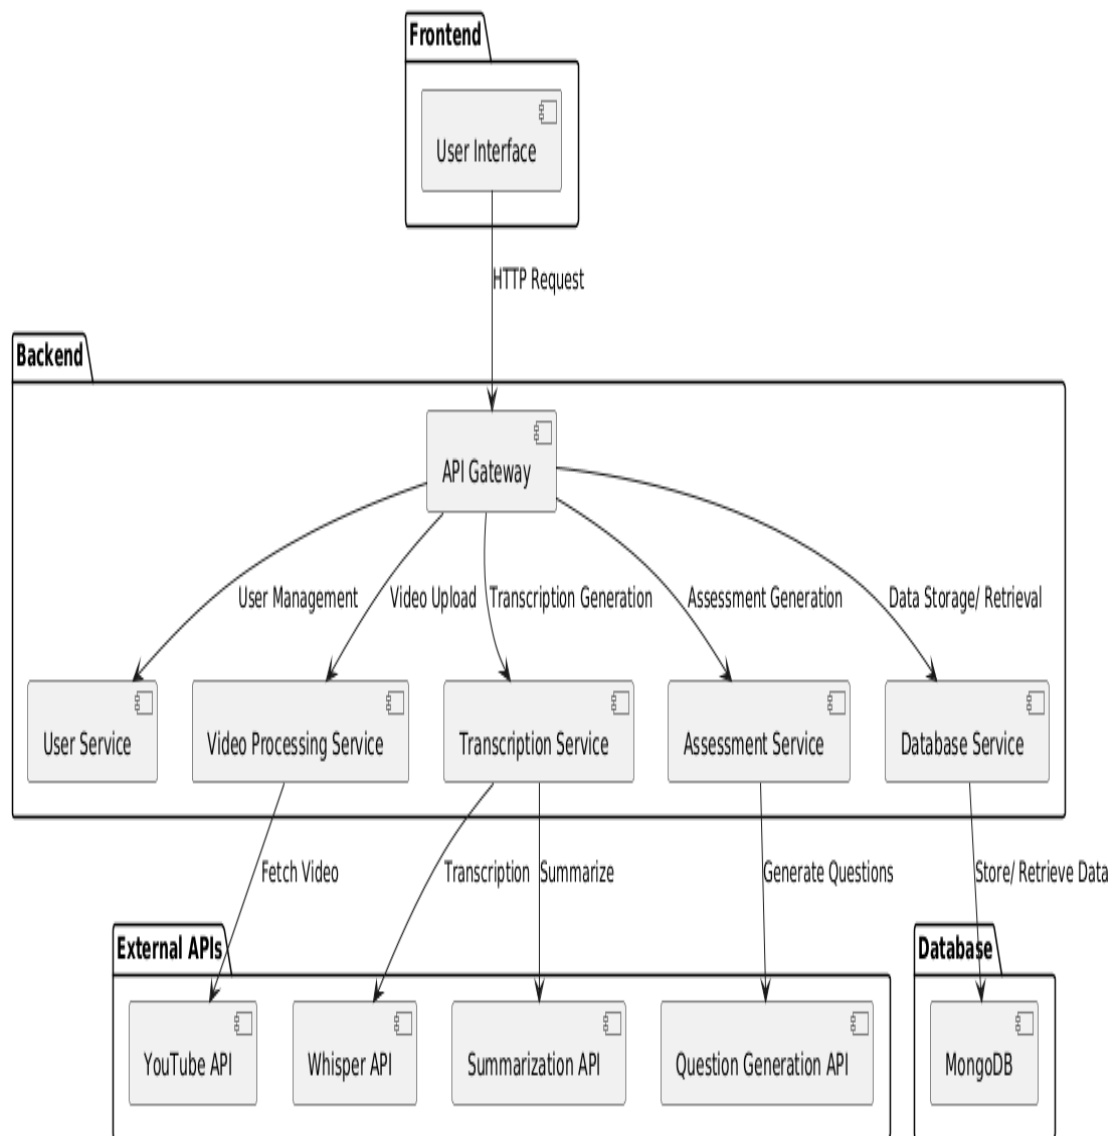 Frontend
User Interface
HTTP Request
Backend
API Gateway
User Management
Video Upload
Transcription Generation
Assessment Generation
Data Storage/ Retrieval
User Service
Video Processing Service
Transcription Service
Assessment Service
Database Service
Fetch Video
Transcription
Summarize
Generate Questions
Store/ Retrieve Data
External APIs
Database
YouTube API
Whisper API
Summarization API
Question Generation API
MongoDB